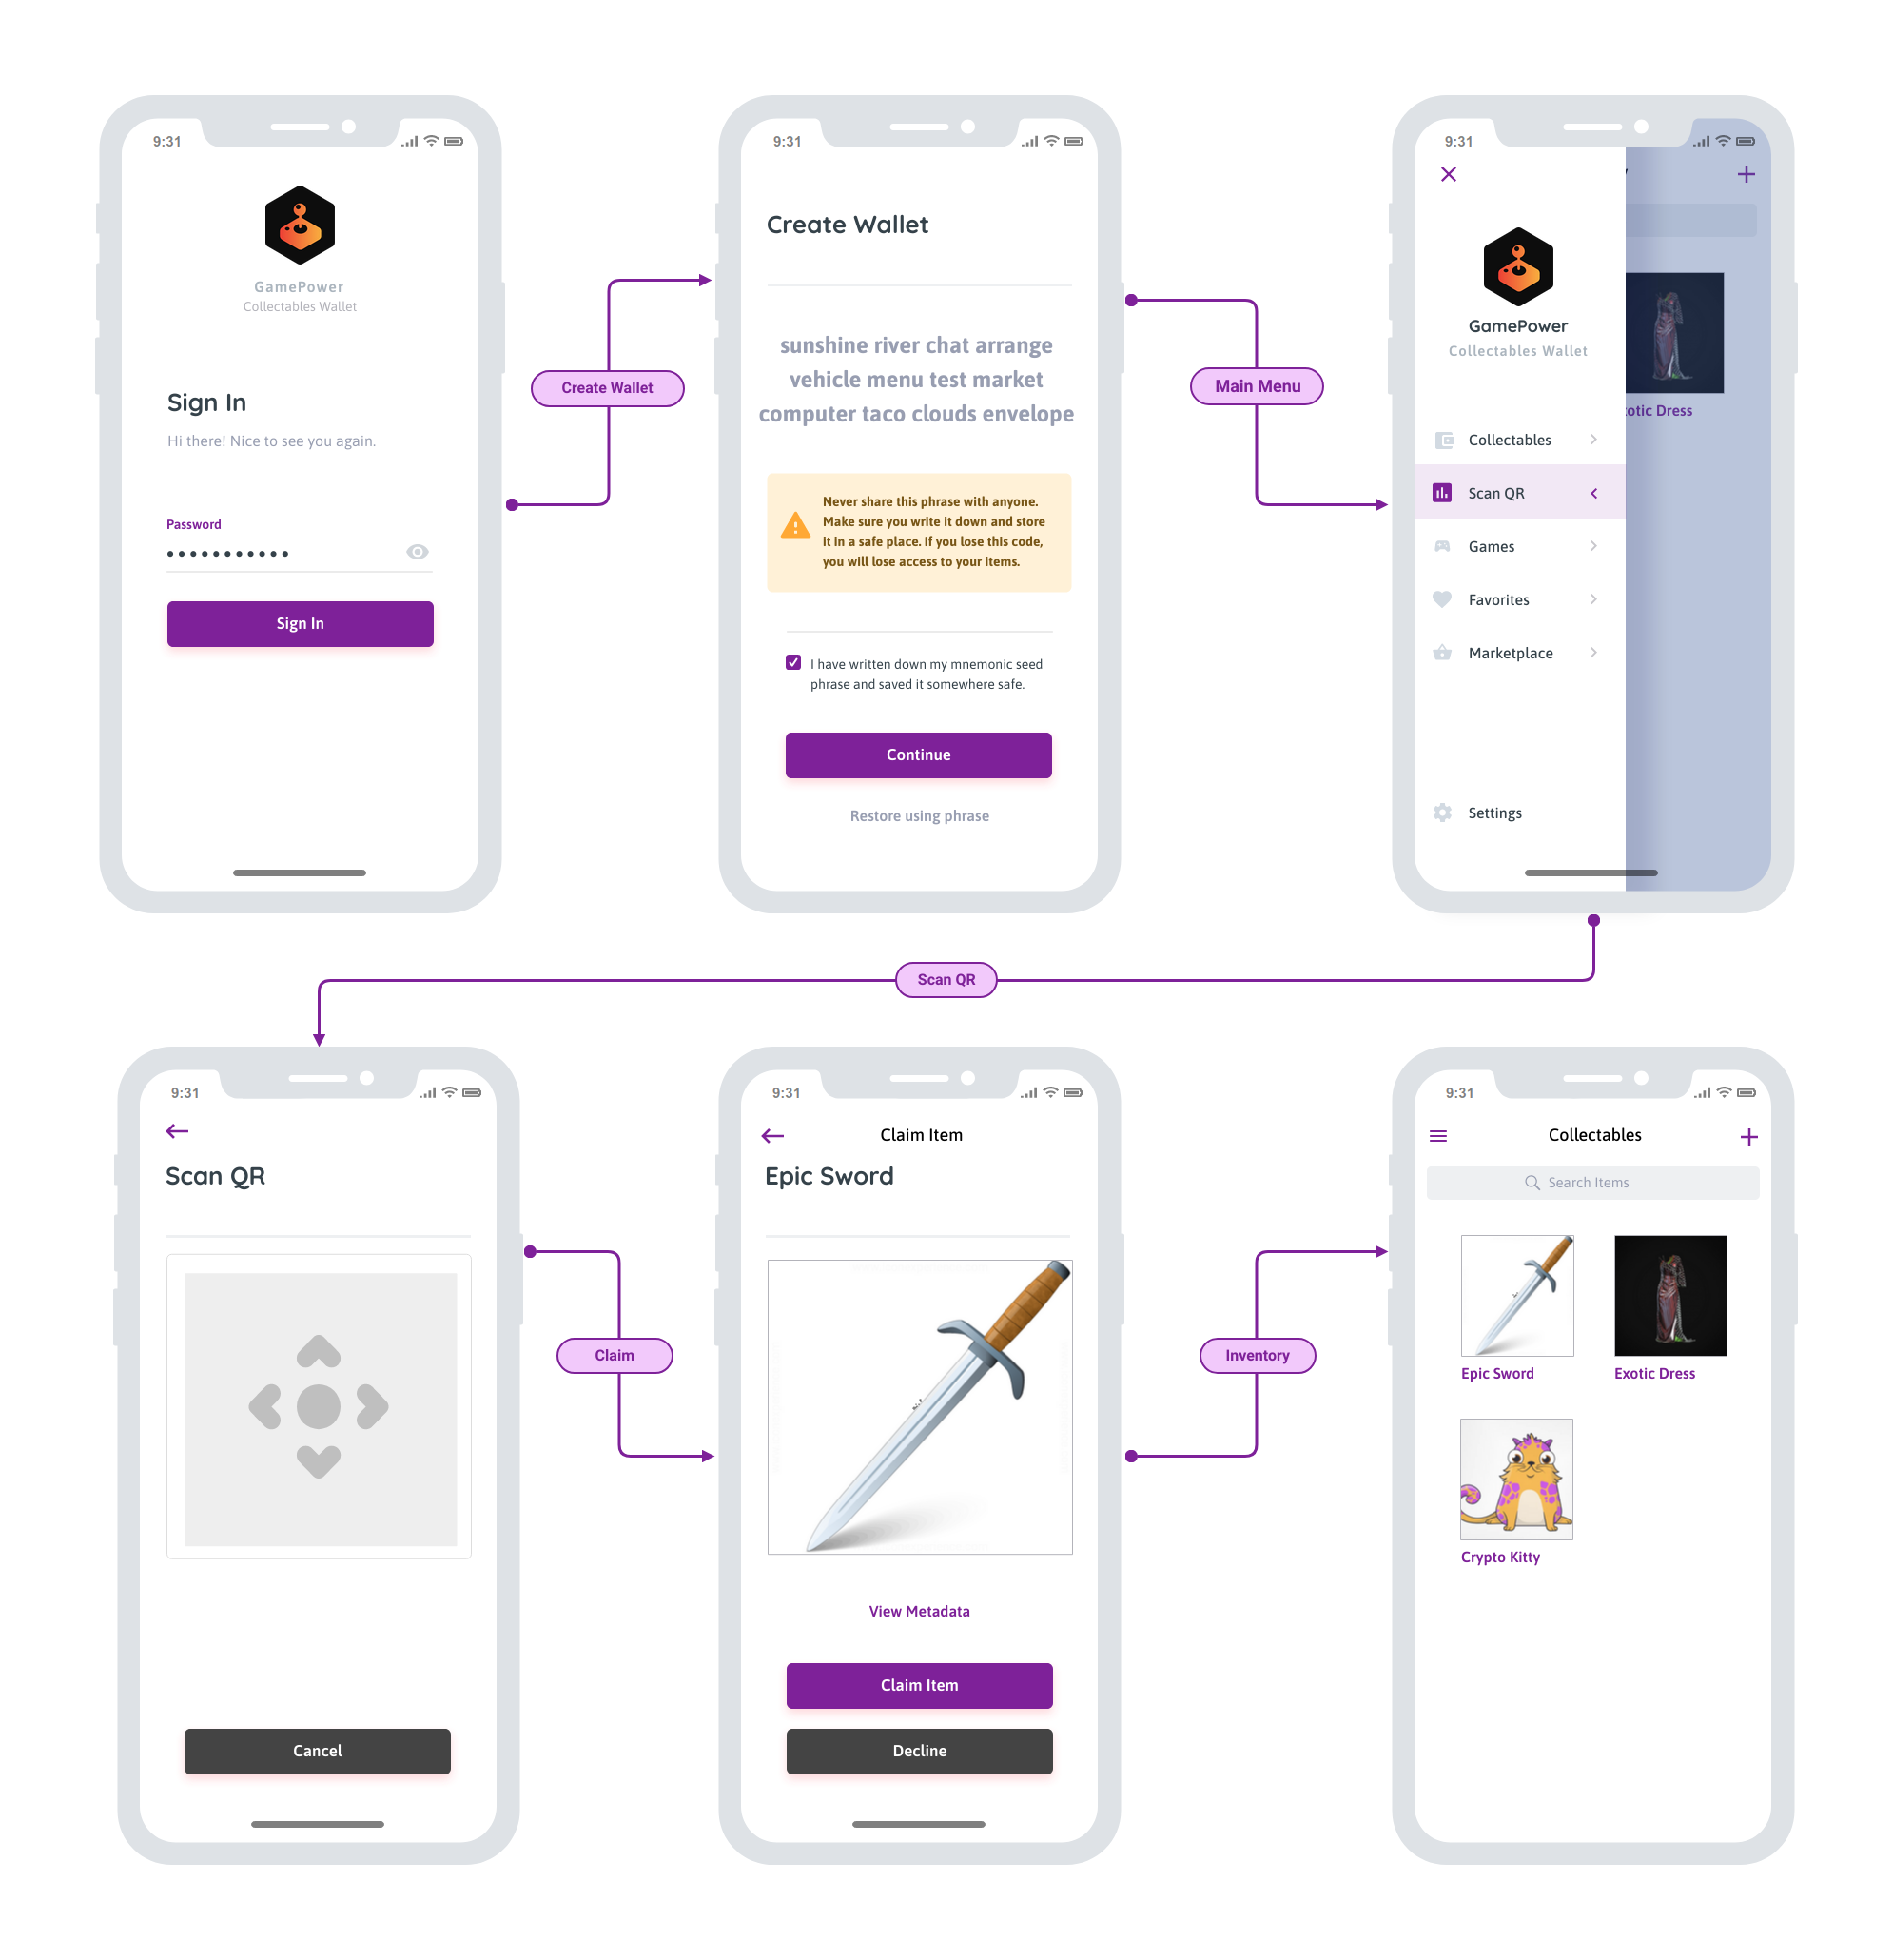 9:31
GamePower
Collectables Wallet
Sign In
Hi there! Nice to see you again.
Password
Sign In
Create Wallet
9:31
Create Wallet
sunshine river chat arrange
vehicle menu test market
computer taco clouds envelope
Never share this phrase with anyone.
Make sure you write it down and store
it in a safe place. If you lose this code,
you will lose access to your items.
I have written down my mnemonic seed
phrase and saved it somewhere safe.
Continue
Restore using phrase
Main Menu
9:31
GamePower
Collectables Wallet
Collectables
Scan QR
Games
Favorites
Marketplace
Settings
otic Dress
Scan QR
9:31
Scan QR
Cancel
Claim
9:31
Claim Item
Epic Sword
View Metadata
Claim Item
Decline
Inventory
9:31
Collectables
Search Items
Epic Sword
Exotic Dress
Crypto Kitty